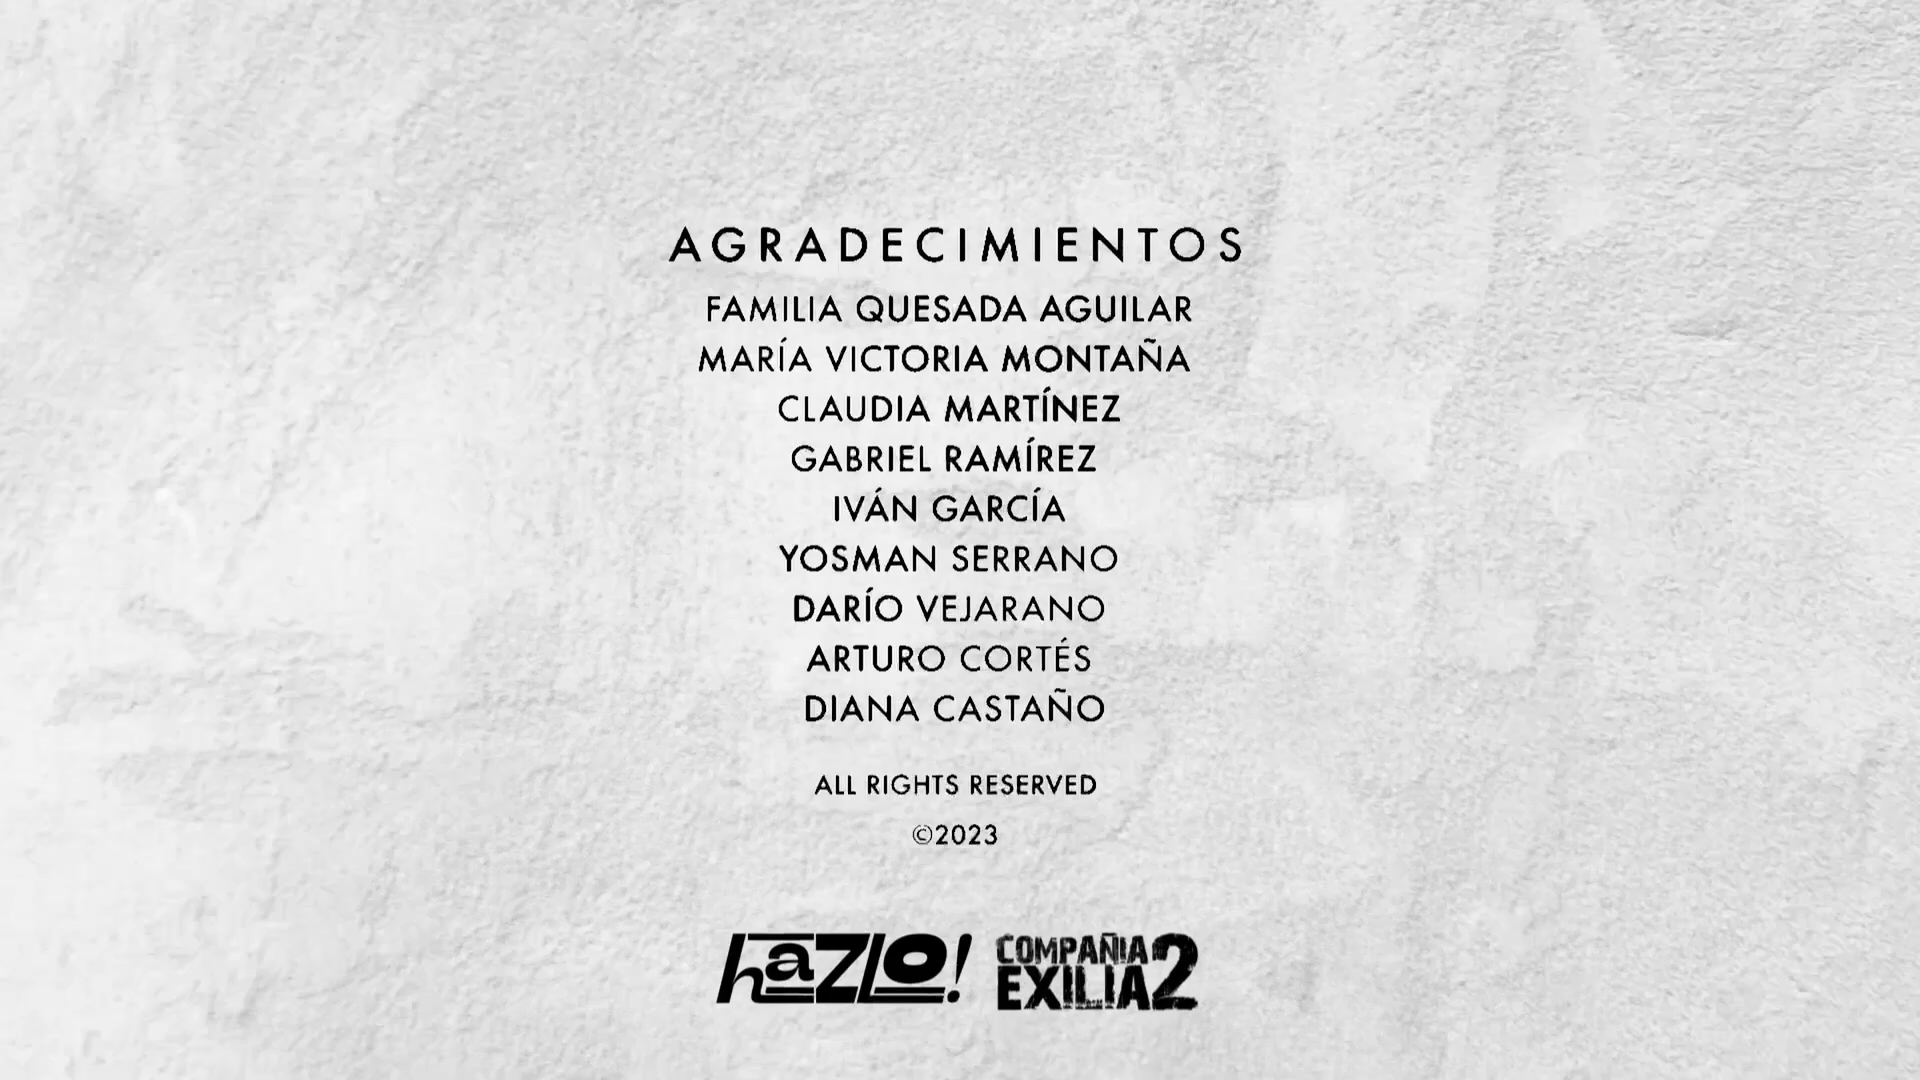 AGRADECIMIENTOS
FAMILIA QUESADA AGUILAR
MARÍA VICTORIA MONTAÑA
CLAUDIA MARTÍNEZ
GABRIEL RAMÍREZ
IVÁN GARCÍA
YOSMAN SERRANO
DARÍO VEJARANO
ARTURO CORTÉS
DIANA CASTAÑO
ALL RIGHTS RESERVED
©2023
hazlo!
COMPAÑIA
EXILIA2